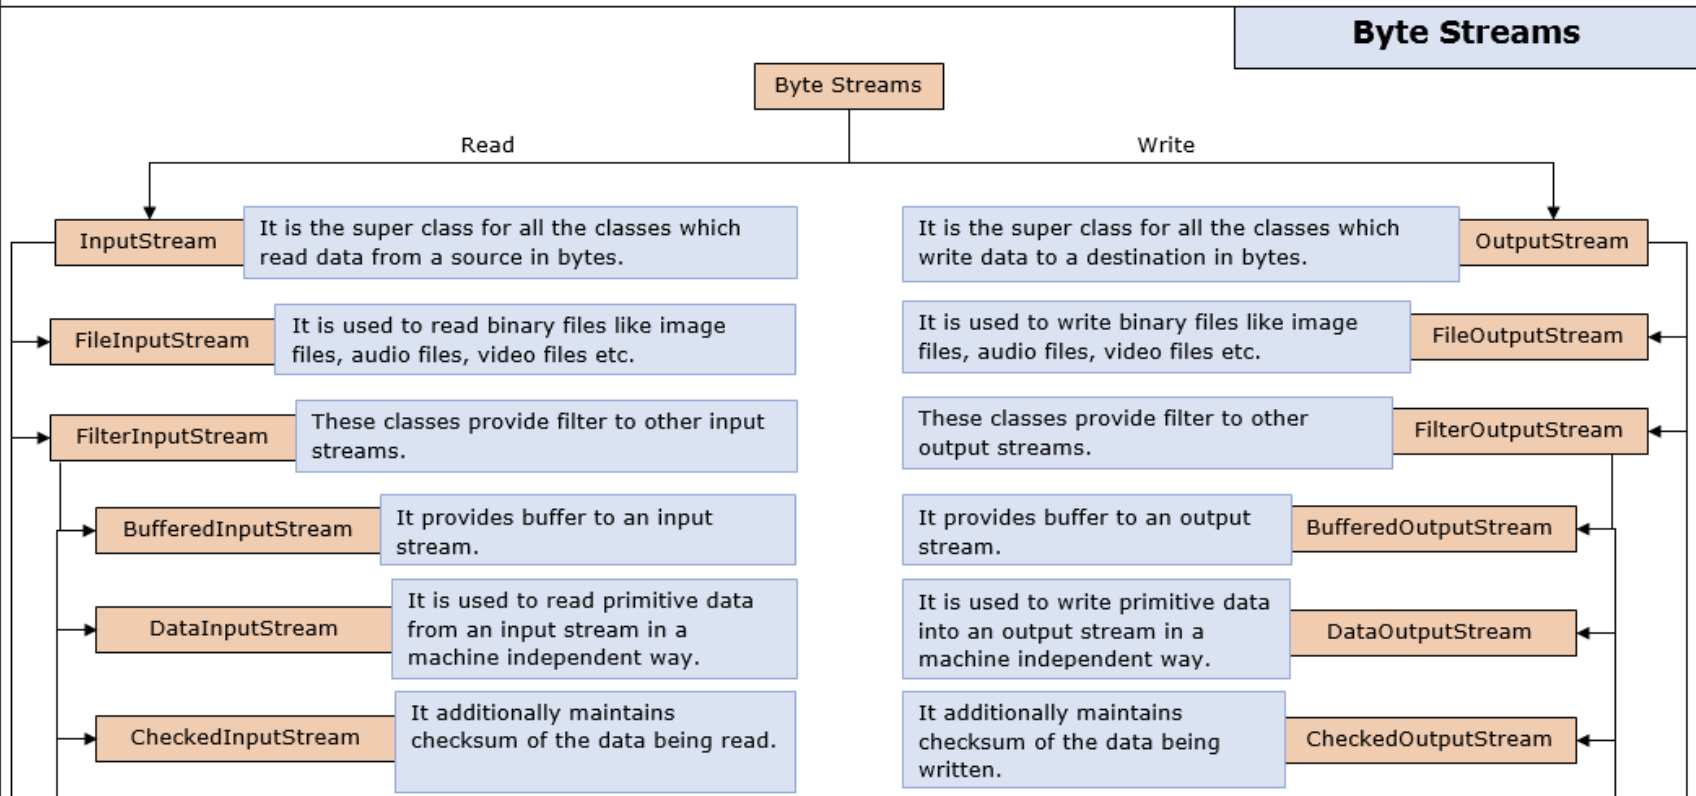 Byte Streams
Byte Streams
Read
Write
InputStream
It is the super class for all the classes which
read data from a source in bytes.
It is the super class for all the classes which
write data to a destination in bytes.
OutputStream
FileInputStream
It is used to read binary files like image
files, audio files, video files etc.
It is used to write binary files like image
files, audio files, video files etc.
FileOutputStream
FilterInputStream
These classes provide filter to other input
streams.
These classes provide filter to other
output streams.
FilterOutputStream
BufferedInputStream
It provides buffer to an input
stream.
It provides buffer to an output
stream.
BufferedOutputStream
DataInputStream
It is used to read primitive data
from an input stream in a
machine independent way.
It is used to write primitive data
into an output stream in a
machine independent way.
DataOutputStream
CheckedInputStream
It additionally maintains
checksum of the data being read.
It additionally maintains
checksum of the data being
written.
CheckedOutputStream